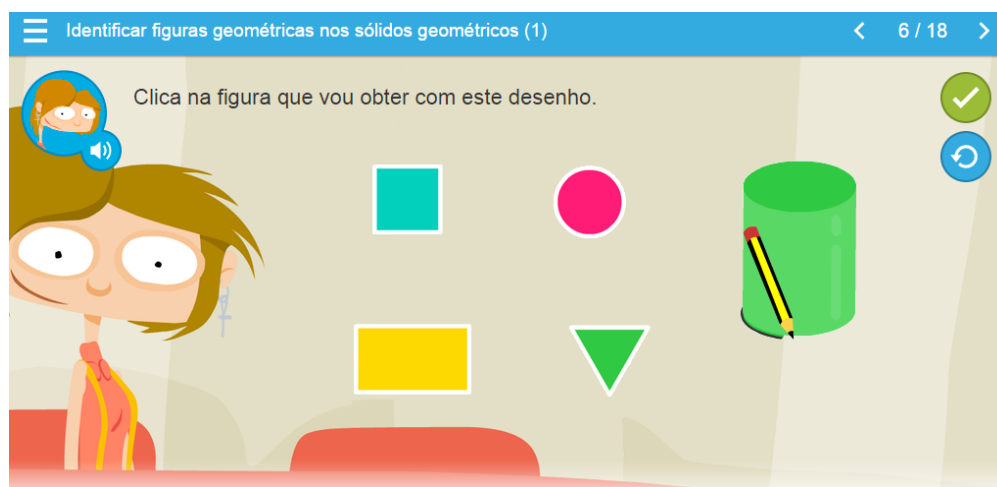 Identificar figuras geométricas nos sólidos geométricos (1)
6 / 18
Clica na figura que vou obter com este desenho.